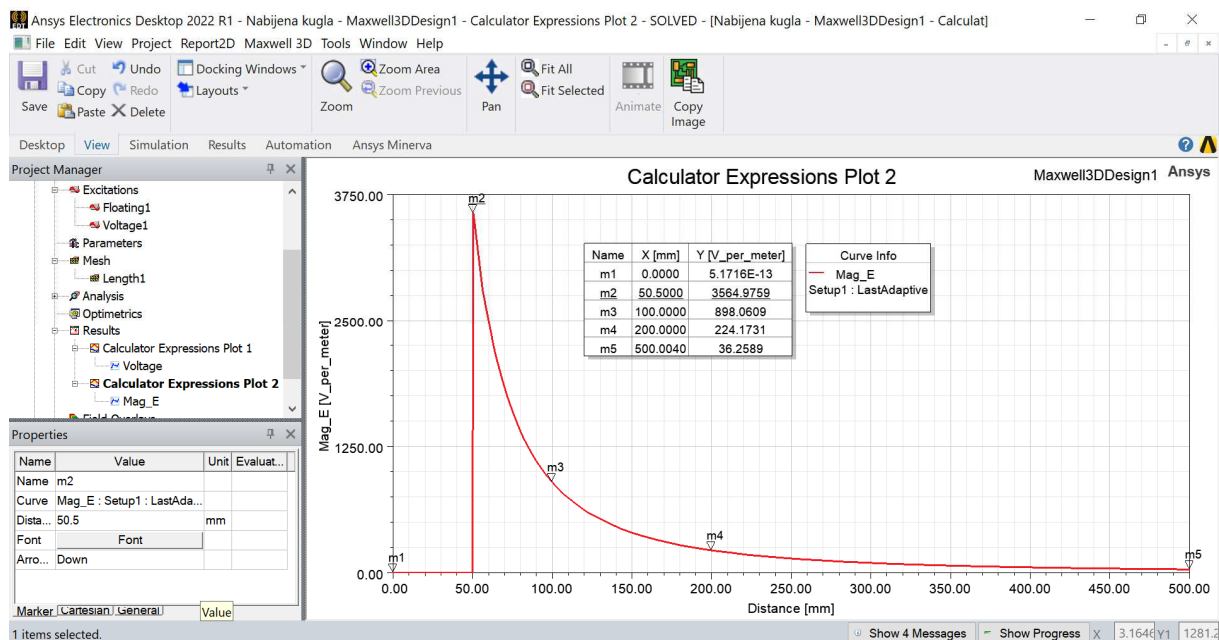 Ansys Electronics Desktop 2022 R1 - Nabijena kugla - Maxwell3DDesign1 - Calculator Expressions Plot 2 - SOLVED - [Nabijena kugla - Maxwell3DDesign1 - Calculat]
File Edit View Project Report2D Maxwell 3D Tools Window Help
Save
Cut Undo
Copy Redo
Paste Delete
Docking Windows
Layouts
Zoom
Zoom Area
Zoom Previous
Pan
Fit All
Fit Selected
Animate
Copy
Image
Desktop View Simulation Results Automation Ansys Minerva
Project Manager
Excitations
Floating1
Voltage1
Parameters
Mesh
Length1
Analysis
Optimetrics
Results
Calculator Expressions Plot 1
Voltage
Calculator Expressions Plot 2
Mag_E
Field Overlays
Properties
Name Value Unit Evaluat...
Name m2
Curve Mag_E : Setup1 : LastAda...
Dista... 50.5 mm
Font Font
Arro... Down
Marker Cartesian General
Value
1 items selected.
Calculator Expressions Plot 2
Maxwell3DDesign1 Ansys
Mag_E [V_per_meter]
3750.00
2500.00
1250.00
0.00
m1
m2
m3
m4
m5
Name X [mm] Y [V_per_meter]
m1 0.0000 5.1716E-13
m2 50.5000 3564.9759
m3 100.0000 898.0609
m4 200.0000 224.1731
m5 500.0040 36.2589
Curve Info
Mag_E
Setup1 : LastAdaptive
0.00 50.00 100.00 150.00 200.00 250.00 300.00 350.00 400.00 450.00 500.00
Distance [mm]
Show 4 Messages Show Progress X 3.1646 Y1 1281.2